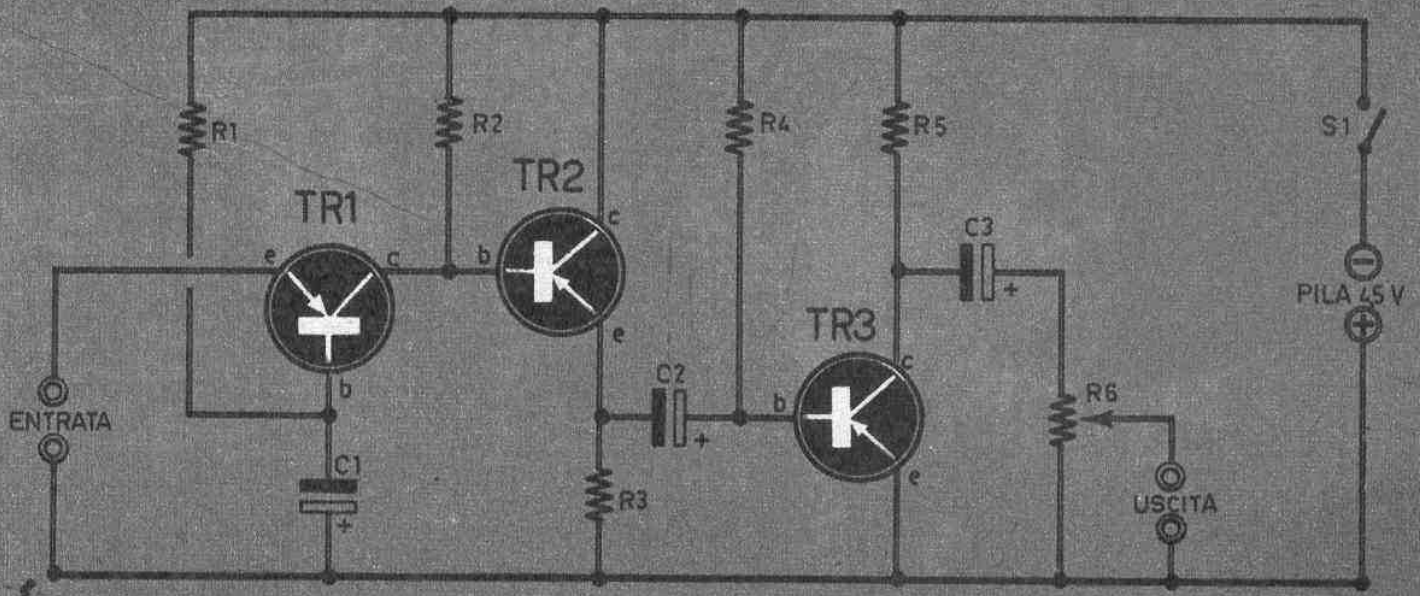 R1
R2
R4
R5
S1
TR1
TR2
TR3
e
c
b
b
c
e
b
c
e
C1
+
C2
+
C3
+
R3
R6
ENTRATA
USCITA
−
PILA 4,5 V
+